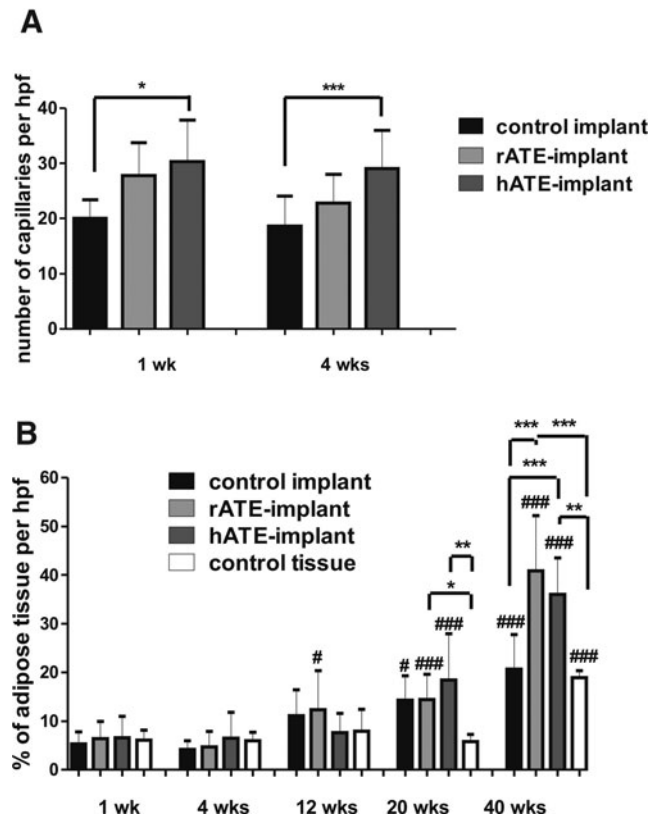 A
number of capillaries per hpf
40
30
20
10
0
*
***
1 wk
4 wks
control implant
rATE-implant
hATE-implant
B
% of adipose tissue per hpf
60
50
40
30
20
10
0
control implant
rATE-implant
hATE-implant
control tissue
#
#
###
###
*
**
###
###
###
###
***
***
***
**
1 wk
4 wks
12 wks
20 wks
40 wks